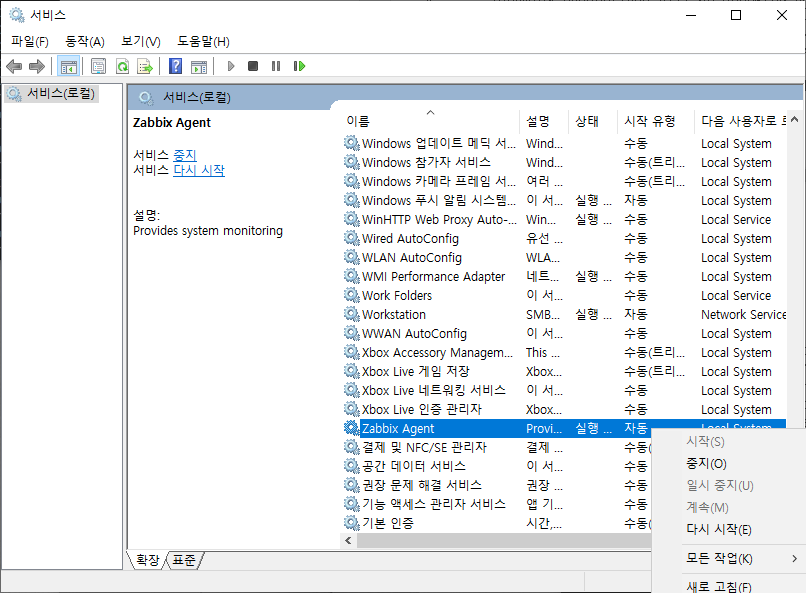 서비스
파일(F) 동작(A) 보기(V) 도움말(H)
서비스(로컬)
서비스(로컬)
Zabbix Agent
서비스 중지
서비스 다시 시작
설명:
Provides system monitoring
이름 설명 상태 시작 유형 다음 사용자로
Windows 업데이트 메딕 서... Wind... 수동 Local System
Windows 참가자 서비스 Wind... 수동(트리... Local System
Windows 카메라 프레임 서... 여러 ... 수동(트리... Local System
Windows 푸시 알림 시스템... 이 서... 실행 ... 자동 Local System
WinHTTP Web Proxy Auto-... Win... 실행 ... 수동 Local Service
Wired AutoConfig 유선 ... 수동 Local System
WLAN AutoConfig WLA... 수동 Local System
WMI Performance Adapter 네트... 실행 ... 수동 Local System
Work Folders 이 서... 수동 Local Service
Workstation SMB... 실행 ... 자동 Network Service
WWAN AutoConfig 이 서... 수동 Local System
Xbox Accessory Managem... This ... 수동(트리... Local System
Xbox Live 게임 저장 Xbox... 수동(트리... Local System
Xbox Live 네트워킹 서비스 이 서... 수동 Local System
Xbox Live 인증 관리자 Xbox... 수동 Local System
Zabbix Agent Provi... 실행 ... 자동 Local System
결제 및 NFC/SE 관리자 결제 ... 수동(
공간 데이터 서비스 이 서... 수동
권장 문제 해결 서비스 권장 ... 수동
기능 액세스 관리자 서비스 앱 기... 수동
기본 인증 시간,... 수동(
시작(S)
중지(O)
일시 중지(U)
계속(M)
다시 시작(E)
모든 작업(K)
새로 고침(F)
확장 표준